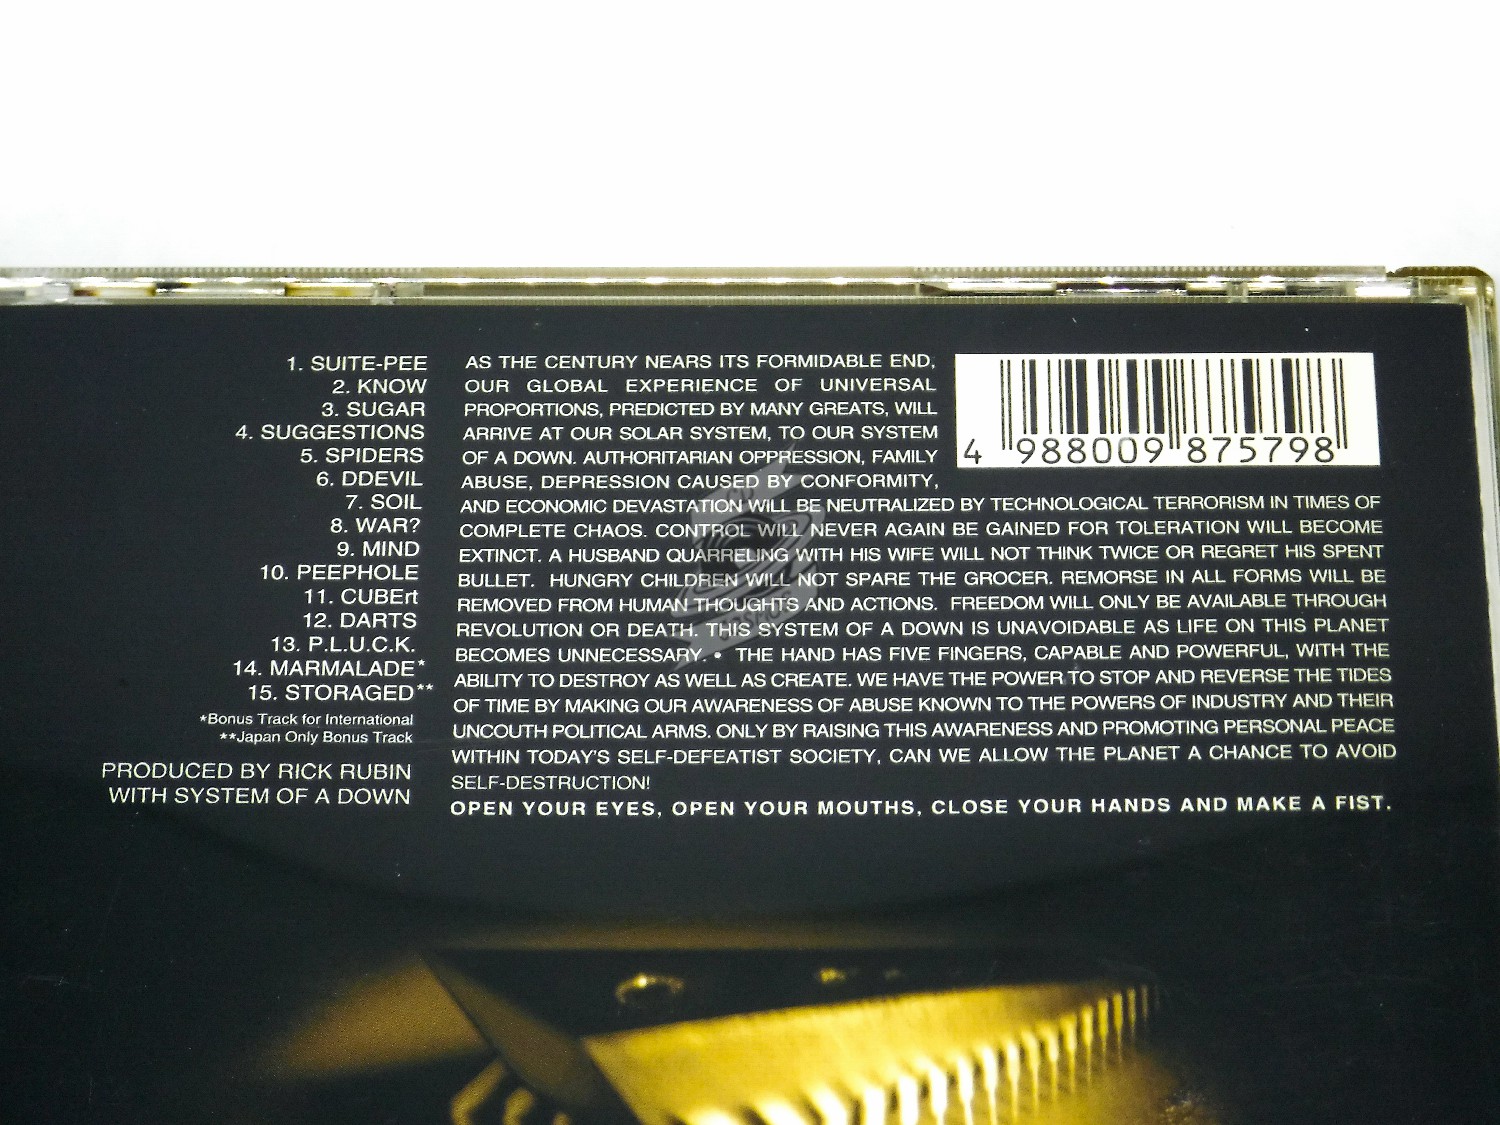 1. SUITE-PEE
2. KNOW
3. SUGAR
4. SUGGESTIONS
5. SPIDERS
6. DDEVIL
7. SOIL
8. WAR?
9. MIND
10. PEEPHOLE
11. CUBErt
12. DARTS
13. P.L.U.C.K.
14. MARMALADE*
15. STORAGED**
*Bonus Track for International
**Japan Only Bonus Track
PRODUCED BY RICK RUBIN
WITH SYSTEM OF A DOWN
AS THE CENTURY NEARS ITS FORMIDABLE END,
OUR GLOBAL EXPERIENCE OF UNIVERSAL
PROPORTIONS, PREDICTED BY MANY GREATS, WILL
ARRIVE AT OUR SOLAR SYSTEM, TO OUR SYSTEM
OF A DOWN. AUTHORITARIAN OPPRESSION, FAMILY
ABUSE, DEPRESSION CAUSED BY CONFORMITY,
AND ECONOMIC DEVASTATION WILL BE NEUTRALIZED BY TECHNOLOGICAL TERRORISM IN TIMES OF
COMPLETE CHAOS. CONTROL WILL NEVER AGAIN BE GAINED FOR TOLERATION WILL BECOME
EXTINCT. A HUSBAND QUARRELING WITH HIS WIFE WILL NOT THINK TWICE OR REGRET HIS SPENT
BULLET. HUNGRY CHILDREN WILL NOT SPARE THE GROCER. REMORSE IN ALL FORMS WILL BE
REMOVED FROM HUMAN THOUGHTS AND ACTIONS. FREEDOM WILL ONLY BE AVAILABLE THROUGH
REVOLUTION OR DEATH. THIS SYSTEM OF A DOWN IS UNAVOIDABLE AS LIFE ON THIS PLANET
BECOMES UNNECESSARY. • THE HAND HAS FIVE FINGERS, CAPABLE AND POWERFUL, WITH THE
ABILITY TO DESTROY AS WELL AS CREATE. WE HAVE THE POWER TO STOP AND REVERSE THE TIDES
OF TIME BY MAKING OUR AWARENESS OF ABUSE KNOWN TO THE POWERS OF INDUSTRY AND THEIR
UNCOUTH POLITICAL ARMS. ONLY BY RAISING THIS AWARENESS AND PROMOTING PERSONAL PEACE
WITHIN TODAY'S SELF-DEFEATIST SOCIETY, CAN WE ALLOW THE PLANET A CHANCE TO AVOID
SELF-DESTRUCTION!
OPEN YOUR EYES, OPEN YOUR MOUTHS, CLOSE YOUR HANDS AND MAKE A FIST.
4 988009 875798